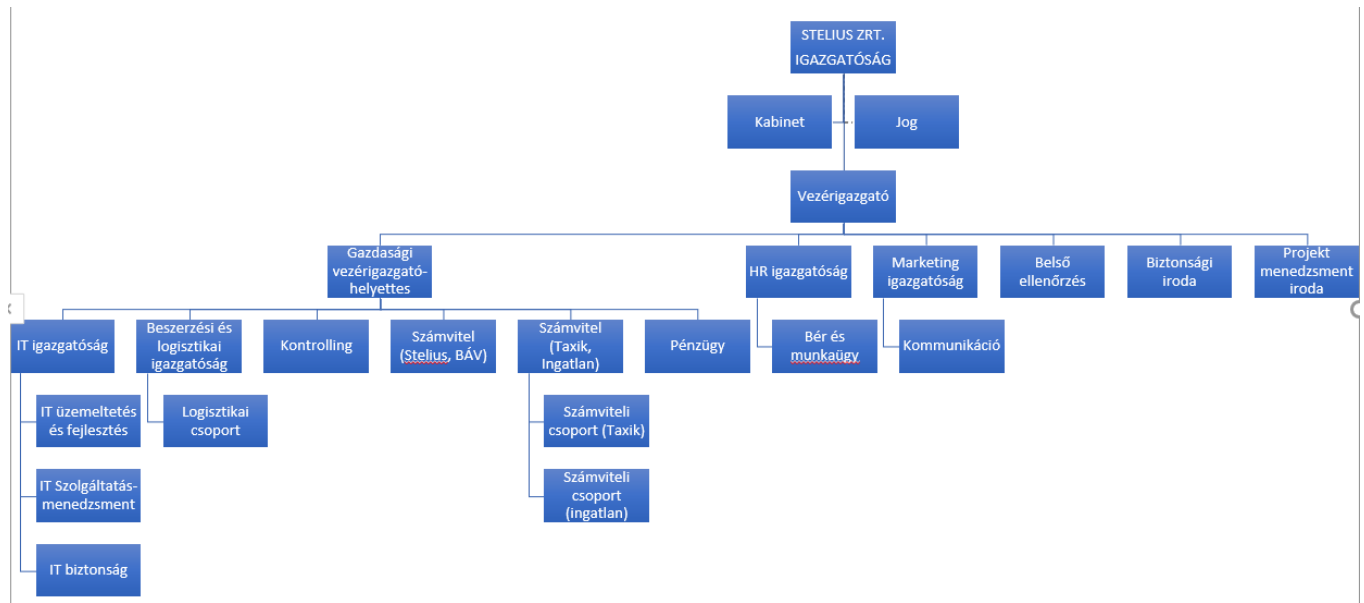 STELIUS ZRT.
IGAZGATÓSÁG
Kabinet
Jog
Vezérigazgató
Gazdasági
vezérigazgató-
helyettes
HR igazgatóság
Marketing
igazgatóság
Belső
ellenőrzés
Biztonsági
iroda
Projekt
menedzsment
iroda
IT igazgatóság
Beszerzési és
logisztikai
igazgatóság
Kontrolling
Számvitel
(Stelius, BÁV)
Számvitel
(Taxik,
Ingatlan)
Pénzügy
Bér és
munkaügy
Kommunikáció
IT üzemeltetés
és fejlesztés
Logisztikai
csoport
Számviteli
csoport (Taxik)
IT Szolgáltatás-
menedzsment
Számviteli
csoport
(ingatlan)
IT biztonság